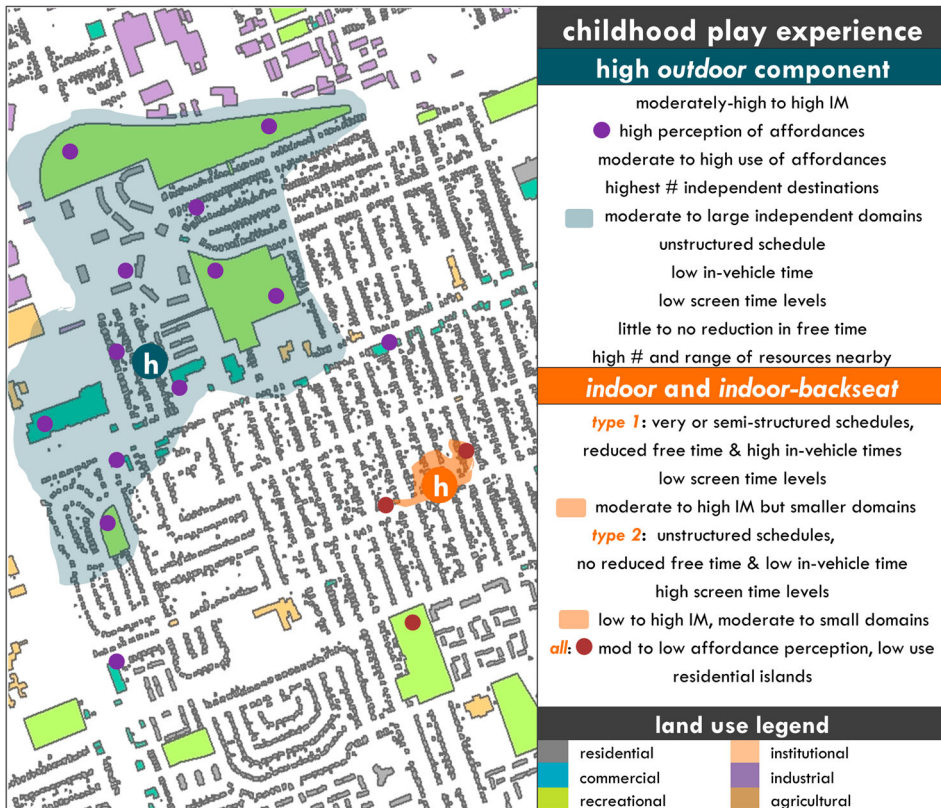 childhood play experience
high outdoor component
moderately-high to high IM
high perception of affordances
moderate to high use of affordances
highest # independent destinations
moderate to large independent domains
unstructured schedule
low in-vehicle time
low screen time levels
little to no reduction in free time
high # and range of resources nearby
indoor and indoor-backseat
type 1: very or semi-structured schedules,
reduced free time & high in-vehicle times
low screen time levels
moderate to high IM but smaller domains
type 2: unstructured schedules,
no reduced free time & low in-vehicle time
high screen time levels
low to high IM, moderate to small domains
all: mod to low affordance perception, low use
residential islands
land use legend
residential
institutional
commercial
industrial
recreational
agricultural
h
h